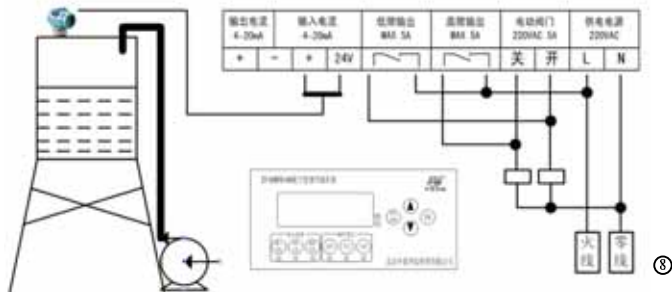 输出电流 输入电流 低限输出 高限输出 电动阀门 供电电源
4-20mA 4-20mA MAX 5A MAX 5A 220VAC 5A 220VAC
+ - + 24V 关 开 L N
火线 零线
⑧